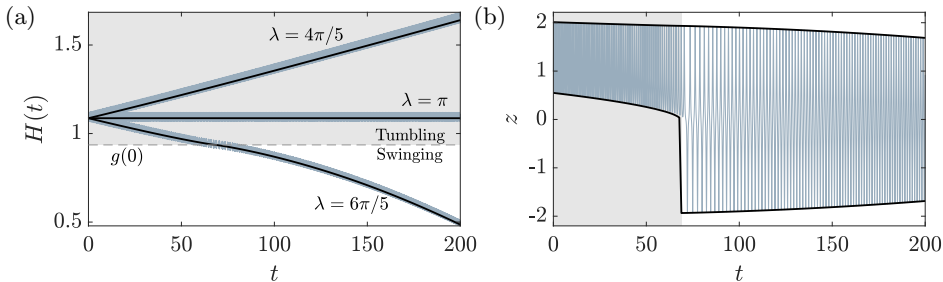 (a)
1.5
1
0.5
H(t)
λ = 4π/5
λ = π
Tumbling
Swinging
g(0)
λ = 6π/5
0 50 100 150 200
t
(b)
2
1
0
-1
-2
z
0 50 100 150 200
t